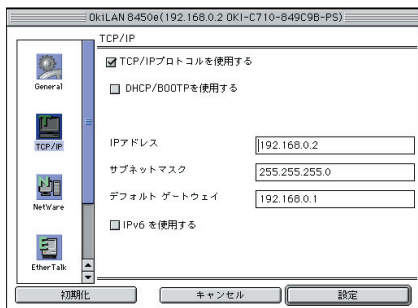 OkiLAN 8450e(192.168.0.2 OKI-C710-849C9B-PS)
TCP/IP
General
TCP/IP
NetWare
EtherTalk
TCP/IPプロトコルを使用する
DHCP/BOOTPを使用する
IPアドレス 192.168.0.2
サブネットマスク 255.255.255.0
デフォルト ゲートウェイ 192.168.0.1
IPv6 を使用する
初期化 キャンセル 設定